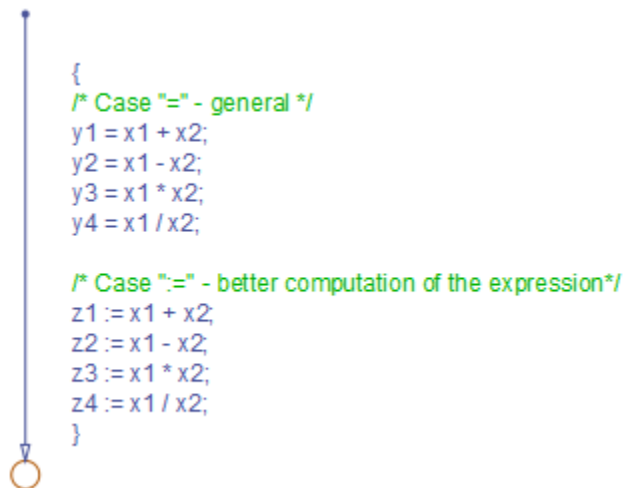 {
/* Case "=" - general */
y1 = x1 + x2;
y2 = x1 - x2;
y3 = x1 * x2;
y4 = x1 / x2;
/* Case ":=" - better computation of the expression*/
z1 := x1 + x2;
z2 := x1 - x2;
z3 := x1 * x2;
z4 := x1 / x2;
}